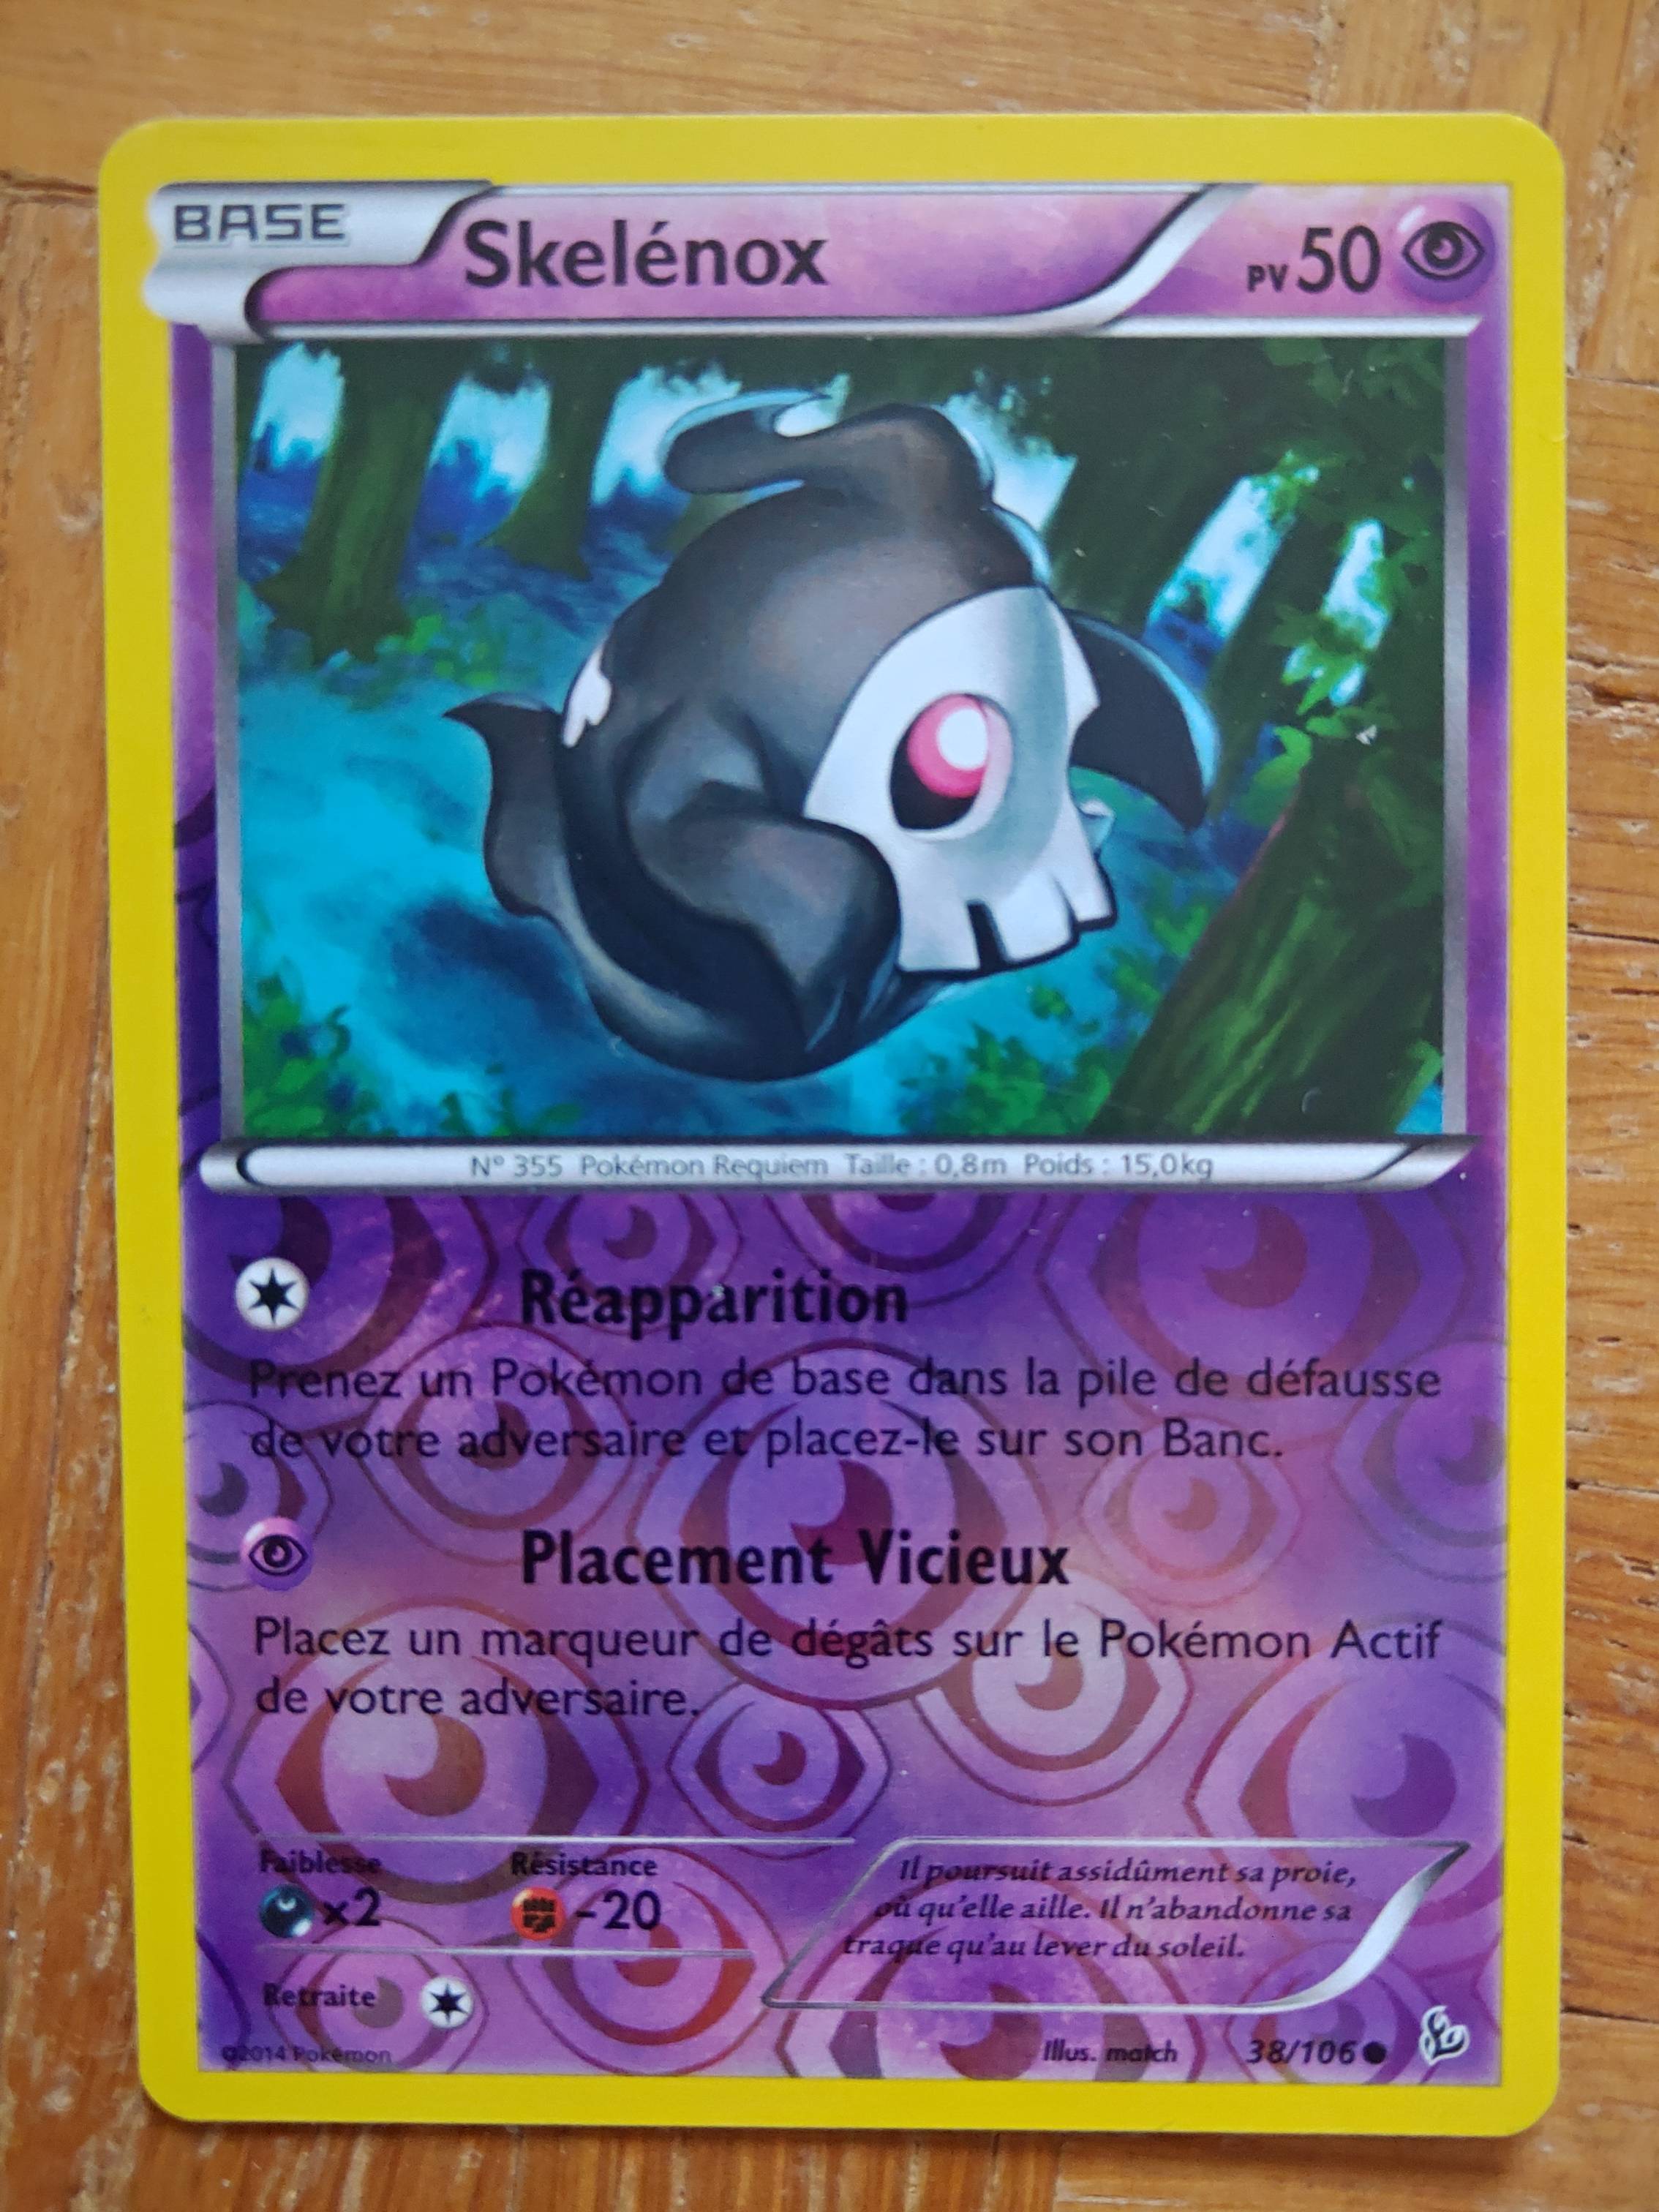 BASE
Skelénox
PV 50
N° 355 Pokémon Requiem Taille : 0,8m Poids : 15,0kg
Réapparition
Prenez un Pokémon de base dans la pile de défausse
de votre adversaire et placez-le sur son Banc.
Placement Vicieux
Placez un marqueur de dégâts sur le Pokémon Actif
de votre adversaire.
Faiblesse
x2
Résistance
-20
Il poursuit assidûment sa proie,
où qu'elle aille. Il n'abandonne sa
traque qu'au lever du soleil.
Retraite
©2014 Pokémon
Illus. match
38/106